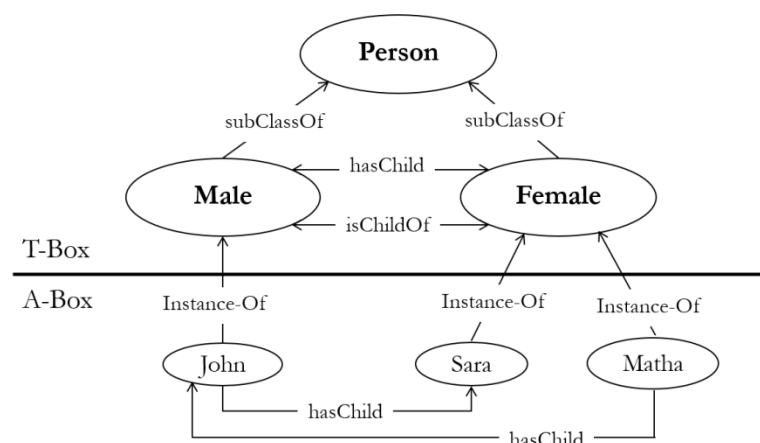 Person
subClassOf subClassOf
hasChild
Male Female
isChildOf
T-Box
A-Box
Instance-Of Instance-Of Instance-Of
John Sara Matha
hasChild
hasChild